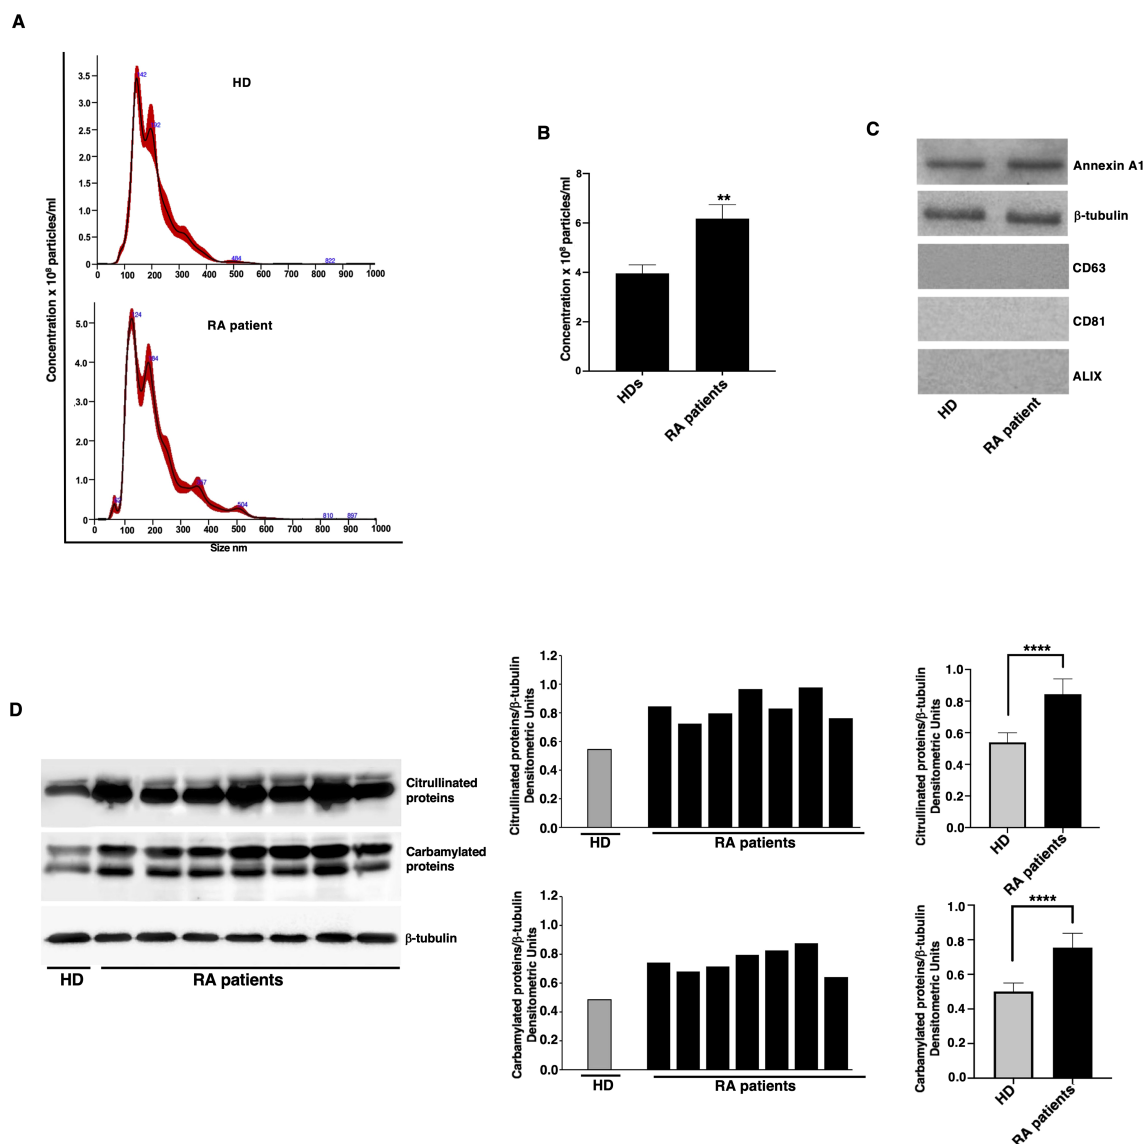 A
HD
Concentration x 10⁸ particles/ml
3.5
3.0
2.5
2.0
1.5
1.0
0.5
0
492
484
822
0 100 200 300 400 500 600 700 800 900 1000
RA patient
5.0
4.0
3.0
2.0
1.0
0
504
810
897
0 100 200 300 400 500 600 700 800 900 1000
Size nm
B
Concentration x 10⁸ particles/ml
8
6
4
2
0
**
HDs
RA patients
C
Annexin A1
β-tubulin
CD63
CD81
ALIX
HD
RA patient
D
Citrullinated
proteins
Carbamylated
proteins
β-tubulin
HD
RA patients
Citrullinated proteins/β-tubulin
Densitometric Units
1.2
1.0
0.8
0.6
0.4
0.2
0.0
HD
RA patients
Citrullinated proteins/β-tubulin
Densitometric Units
1.0
0.8
0.6
0.4
0.2
0.0
****
HD
RA patients
Carbamylated proteins/β-tubulin
Densitometric Units
1.2
1.0
0.8
0.6
0.4
0.2
0.0
HD
RA patients
Carbamylated proteins/β-tubulin
Densitometric Units
1.0
0.8
0.6
0.4
0.2
0.0
****
HD
RA patients